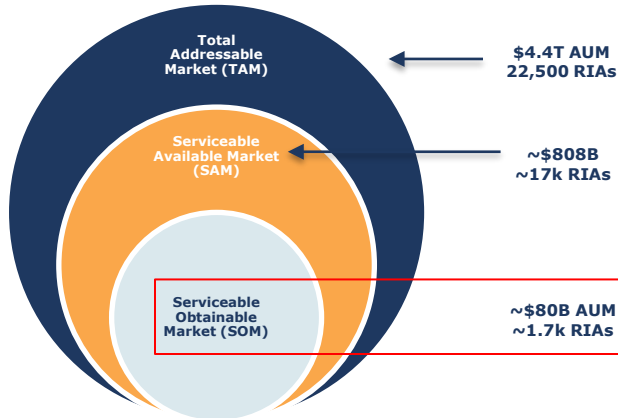 Total
Addressable
Market (TAM)
$4.4T AUM
22,500 RIAs
Serviceable
Available Market
(SAM)
~$808B
~17k RIAs
Serviceable
Obtainable
Market (SOM)
~$80B AUM
~1.7k RIAs